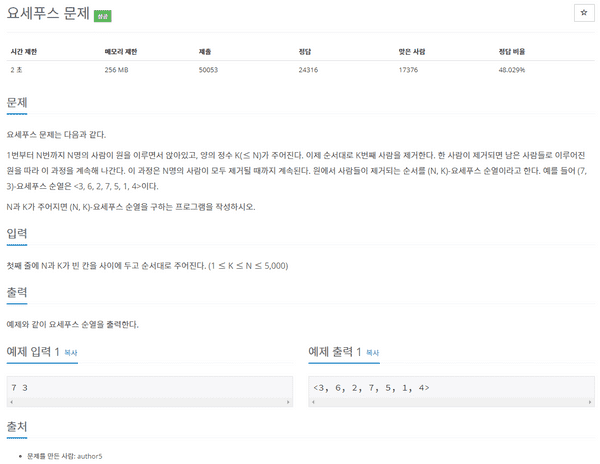 요세푸스 문제 성공
☆
시간 제한 메모리 제한 제출 정답 맞은 사람 정답 비율
2 초 256 MB 50053 24316 17376 48.029%
문제
요세푸스 문제는 다음과 같다.
1번부터 N번까지 N명의 사람이 원을 이루면서 앉아있고, 양의 정수 K(≤ N)가 주어진다. 이제 순서대로 K번째 사람을 제거한다. 한 사람이 제거되면 남은 사람들로 이루어진
원을 따라 이 과정을 계속해 나간다. 이 과정은 N명의 사람이 모두 제거될 때까지 계속된다. 원에서 사람들이 제거되는 순서를 (N, K)-요세푸스 순열이라고 한다. 예를 들어 (7,
3)-요세푸스 순열은 <3, 6, 2, 7, 5, 1, 4>이다.
N과 K가 주어지면 (N, K)-요세푸스 순열을 구하는 프로그램을 작성하시오.
입력
첫째 줄에 N과 K가 빈 칸을 사이에 두고 순서대로 주어진다. (1 ≤ K ≤ N ≤ 5,000)
출력
예제와 같이 요세푸스 순열을 출력한다.
예제 입력 1 복사
7 3
예제 출력 1 복사
<3, 6, 2, 7, 5, 1, 4>
출처
• 문제를 만든 사람: author5